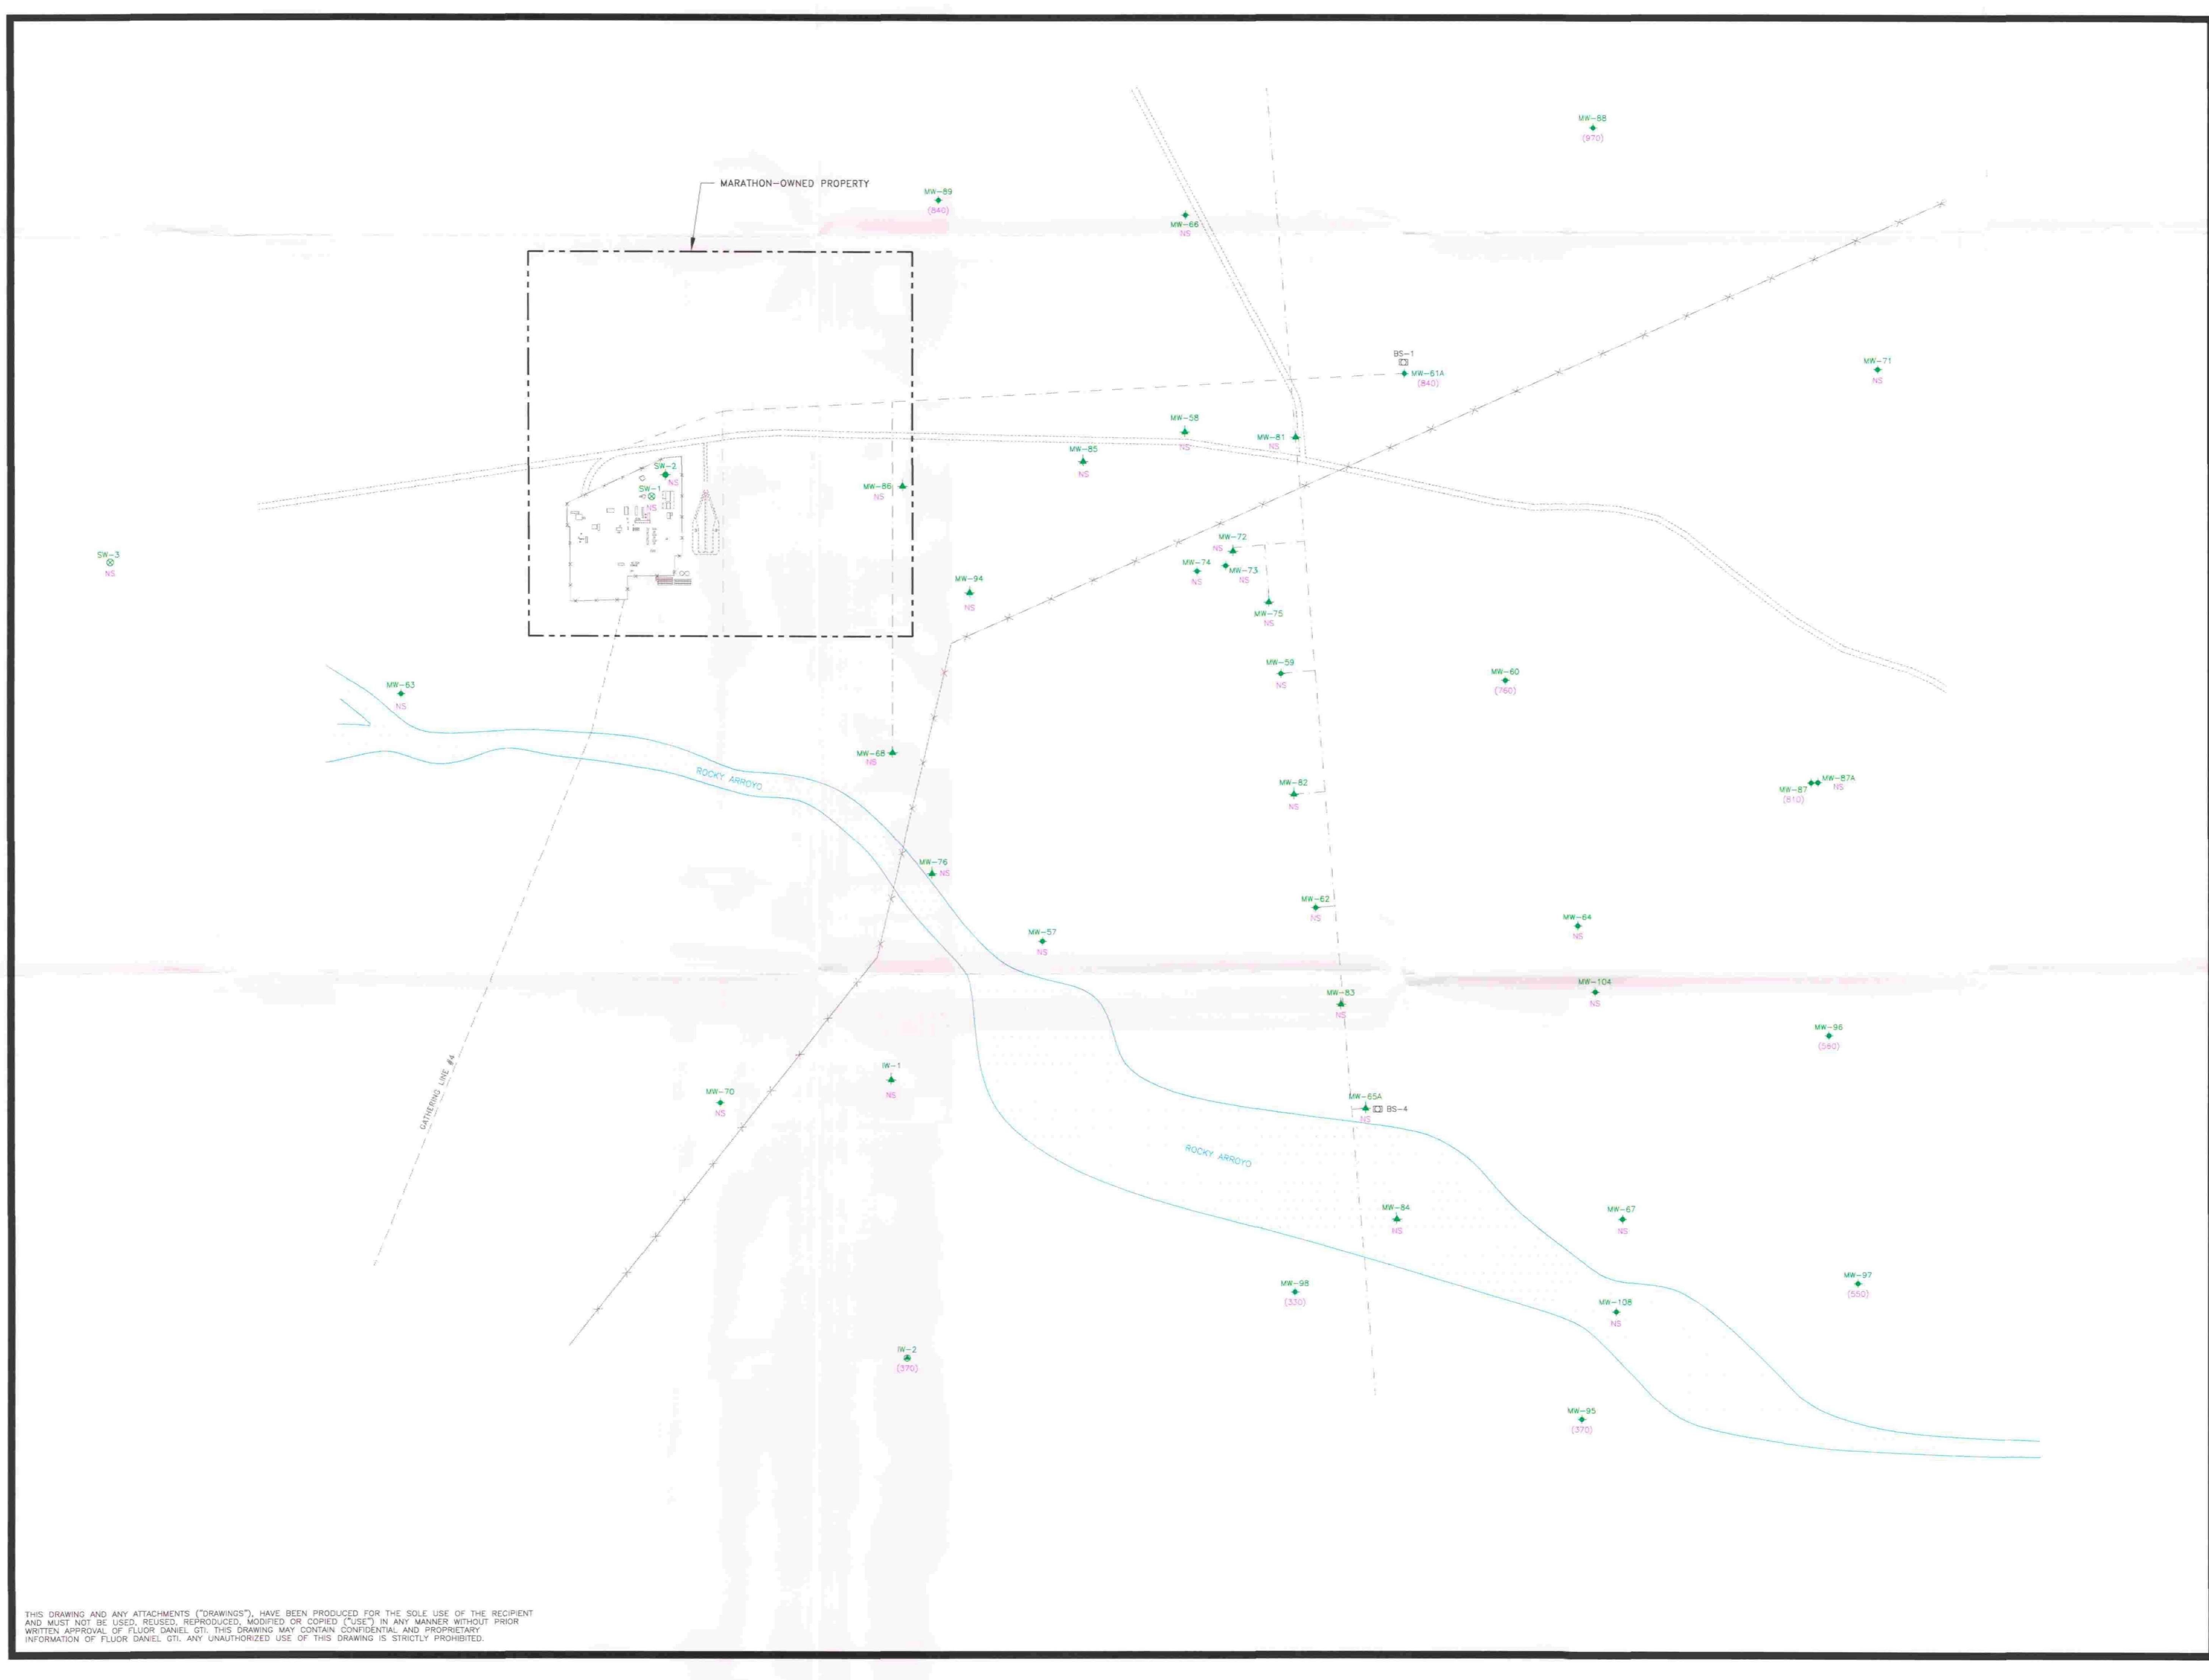 MW-88
(970)
MARATHON-OWNED PROPERTY
MW-89
(840)
MW-66
NS
BS-1
MW-61A
(840)
MW-71
NS
MW-58
NS
MW-81
NS
MW-85
NS
SW-2
NS
MW-86
NS
SW-1
NS
SW-3
NS
MW-72
NS
MW-74
NS
MW-73
NS
MW-94
NS
MW-75
NS
MW-59
NS
MW-60
(760)
MW-63
NS
MW-68
NS
ROCKY ARROYO
MW-82
NS
MW-87A
NS
MW-87
(810)
MW-76
NS
MW-62
NS
MW-64
NS
MW-57
NS
MW-104
NS
MW-83
NS
MW-96
(580)
GATHERING LINE #4
IW-1
NS
MW-70
NS
MW-65A
NS
BS-4
ROCKY ARROYO
MW-84
NS
MW-67
NS
MW-98
(330)
MW-97
(550)
MW-108
NS
IW-2
(370)
MW-95
(370)
THIS DRAWING AND ANY ATTACHMENTS ("DRAWINGS"), HAVE BEEN PRODUCED FOR THE SOLE USE OF THE RECIPIENT
AND MUST NOT BE USED, REUSED, REPRODUCED, MODIFIED OR COPIED ("USE") IN ANY MANNER WITHOUT PRIOR
WRITTEN APPROVAL OF FLUOR DANIEL GTI. THIS DRAWING MAY CONTAIN CONFIDENTIAL AND PROPRIETARY
INFORMATION OF FLUOR DANIEL GTI. ANY UNAUTHORIZED USE OF THIS DRAWING IS STRICTLY PROHIBITED.